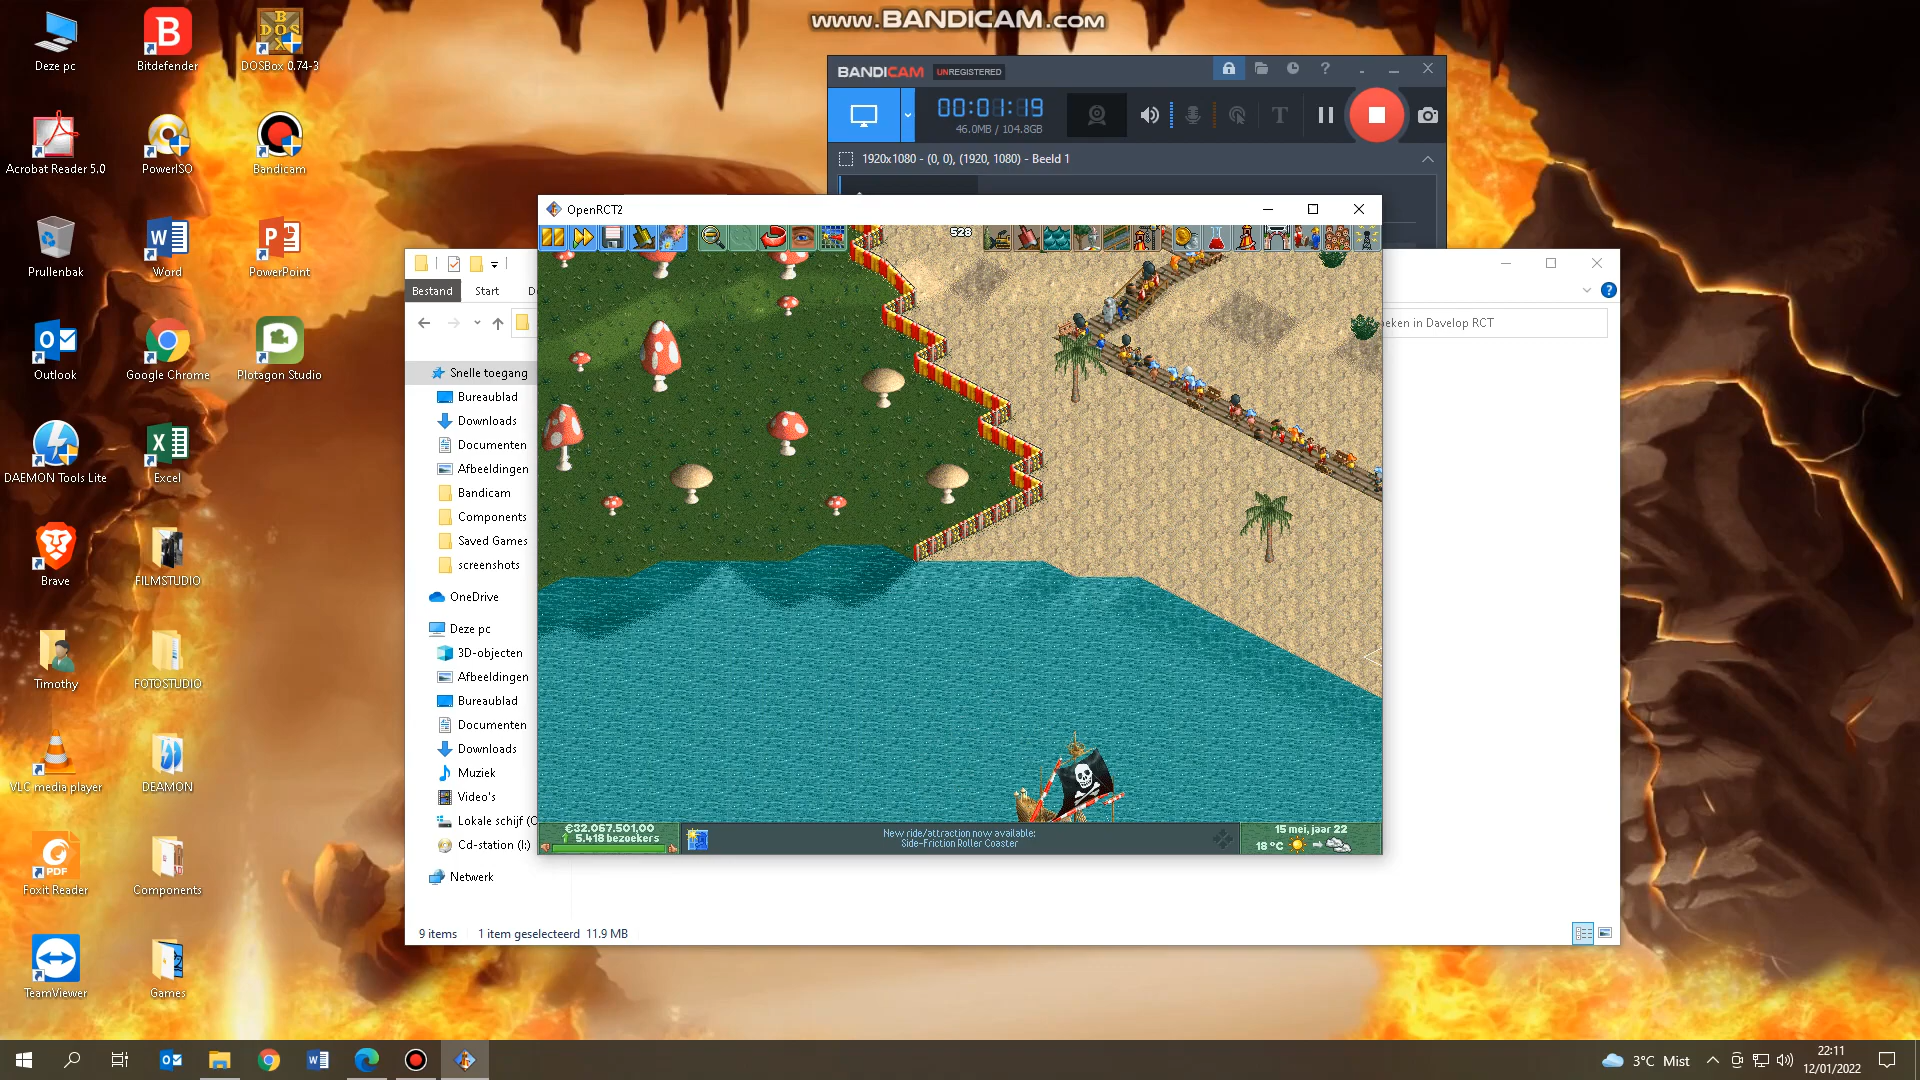 www.BANDICAM.com
Deze pc
Bitdefender
DOSBox 0.74-3
Acrobat Reader 5.0
PowerISO
Bandicam
Prullenbak
Word
PowerPoint
Outlook
Google Chrome
Plotagon Studio
DAEMON Tools Lite
Excel
Brave
FILMSTUDIO
Timothy
FOTOSTUDIO
VLC media player
DEAMON
Foxit Reader
Components
TeamViewer
Games
BANDICAM UNREGISTERED
00:01:19
46.0MB / 104.8GB
1920x1080 - (0, 0), (1920, 1080) - Beeld 1
OpenRCT2
528
Bestand
Start
eken in Davelop RCT
Snelle toegang
Bureaublad
Downloads
Documenten
Afbeeldingen
Bandicam
Components
Saved Games
screenshots
OneDrive
Deze pc
3D-objecten
Afbeeldingen
Bureaublad
Documenten
Downloads
Muziek
Video's
Lokale schijf (C
Cd-station (I:)
Netwerk
€32.067.501,00
5.418 bezoekers
New ride/attraction now available:
Side-Friction Roller Coaster
15 mei, jaar 22
18 °C
9 items
1 item geselecteerd 11.9 MB
3°C Mist
22:11
12/01/2022